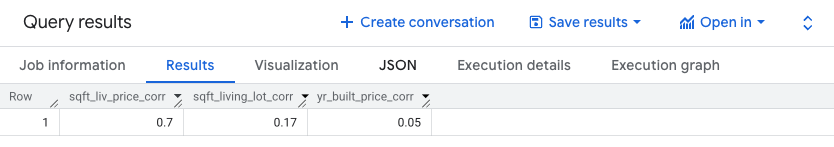 Query results + Create conversation Save results Open in
Job information Results Visualization JSON Execution details Execution graph
Row sqft_liv_price_corr sqft_living_lot_corr yr_built_price_corr
1 0.7 0.17 0.05